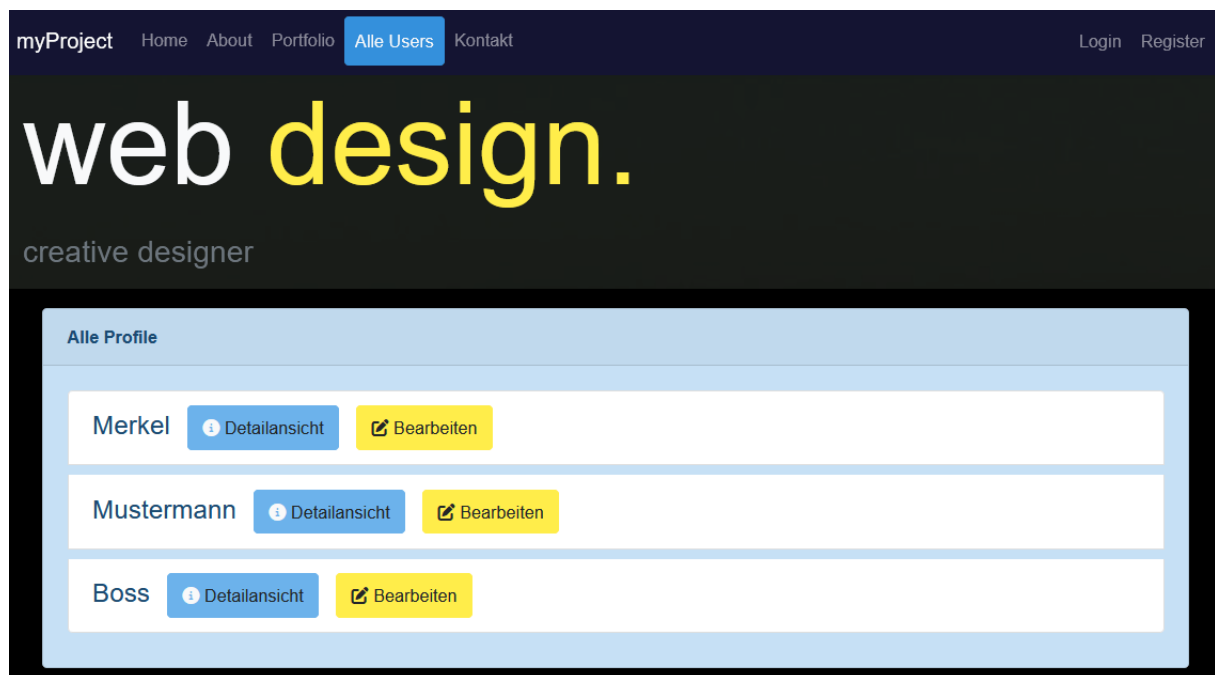 myProject Home About Portfolio Alle Users Kontakt Login Register
web design.
creative designer
Alle Profile
Merkel Detailansicht Bearbeiten
Mustermann Detailansicht Bearbeiten
Boss Detailansicht Bearbeiten